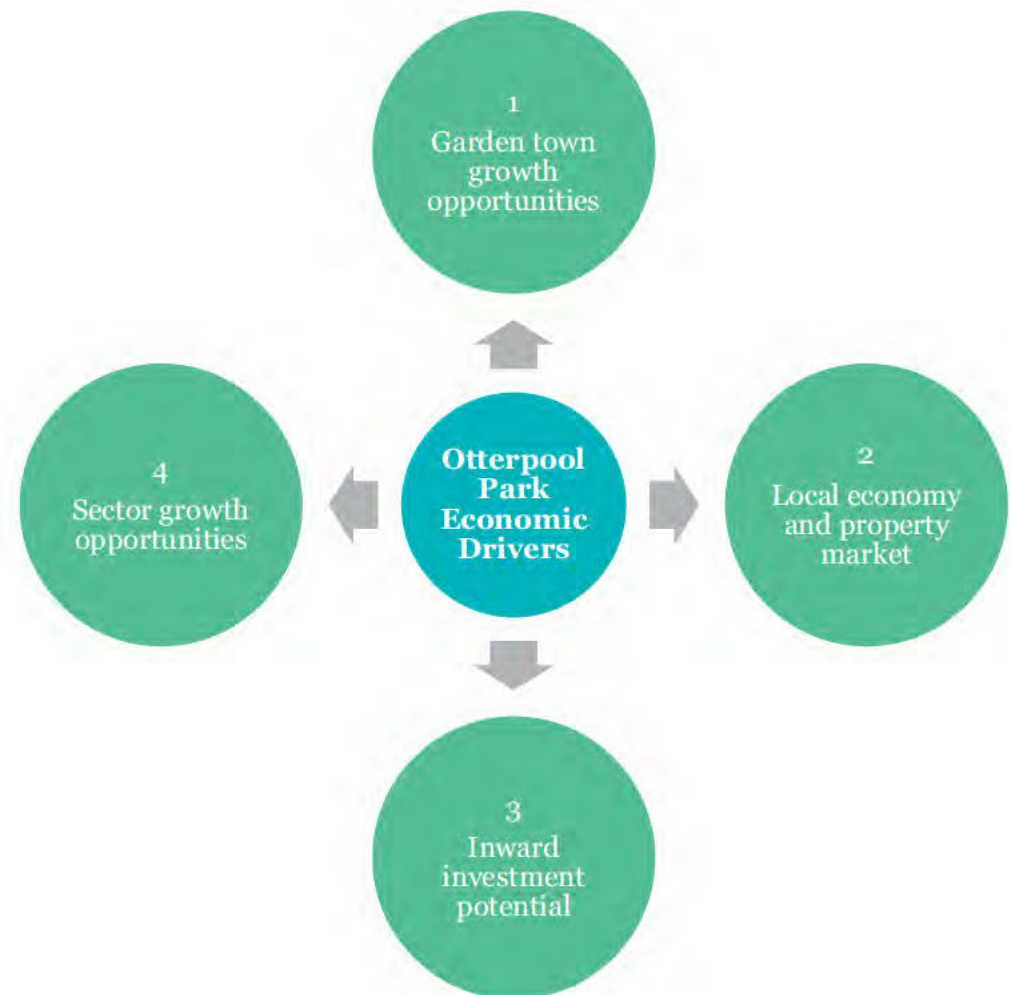 1
Garden town
growth
opportunities
4
Sector growth
opportunities
Otterpool
Park
Economic
Drivers
2
Local economy
and property
market
3
Inward
investment
potential